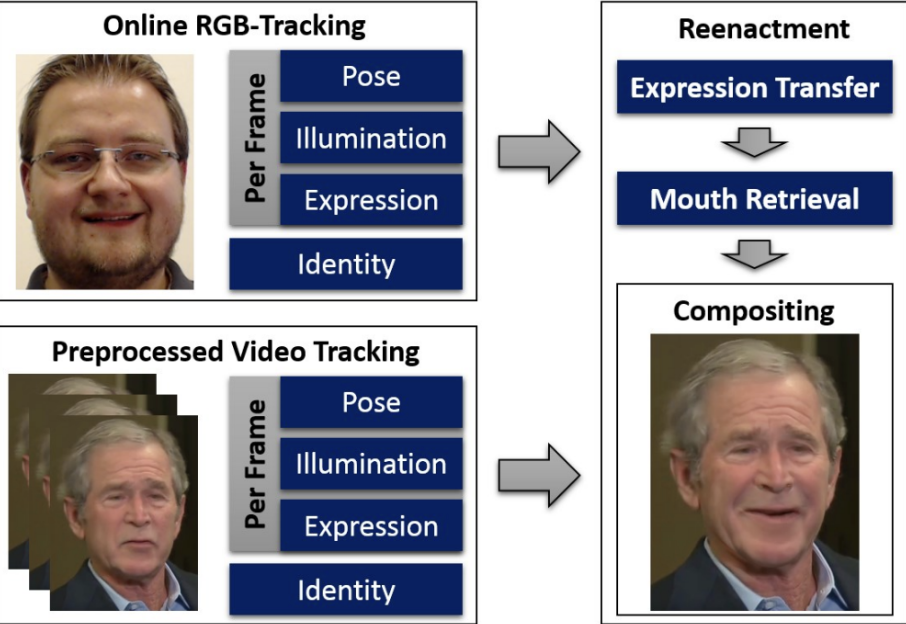 Online RGB-Tracking
Per Frame
Pose
Illumination
Expression
Identity
Preprocessed Video Tracking
Per Frame
Pose
Illumination
Expression
Identity
Reenactment
Expression Transfer
Mouth Retrieval
Compositing